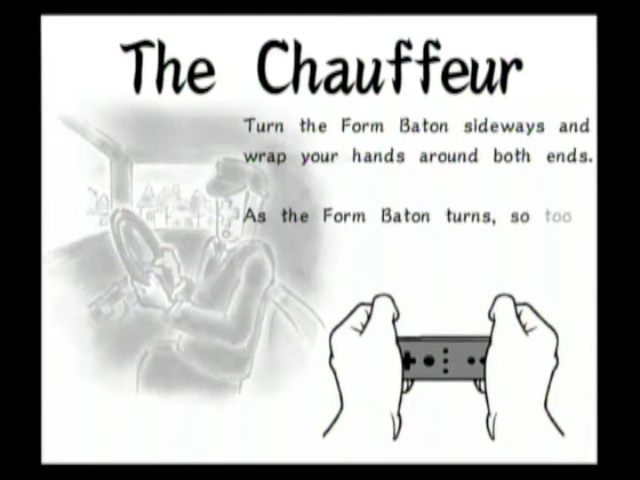 The Chauffeur
Turn the Form Baton sideways and
wrap your hands around both ends.
As the Form Baton turns, so too